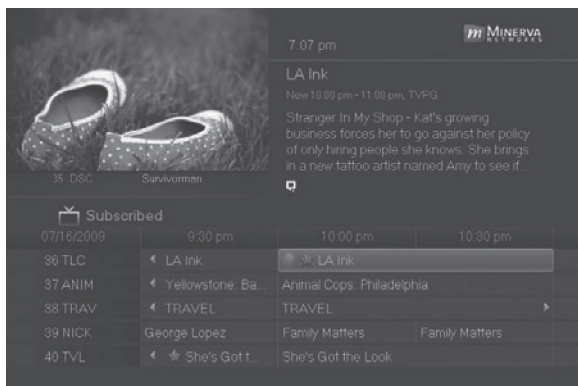 7:07 pm
m MINERVA
NETWORKS
LA Ink
Now 10:00 pm - 11:00 pm, TVPG
Stranger In My Shop - Kat's growing
business forces her to go against her policy
of only hiring people she knows. She brings
in a new tattoo artist named Amy to see if...
35 DSC Survivorman
Subscribed
07/16/2009 9:30 pm 10:00 pm 10:30 pm
36 TLC LA Ink LA Ink
37 ANIM Yellowstone: Ba... Animal Cops: Philadelphia
38 TRAV TRAVEL TRAVEL
39 NICK George Lopez Family Matters Family Matters
40 TVL She's Got t... She's Got the Look